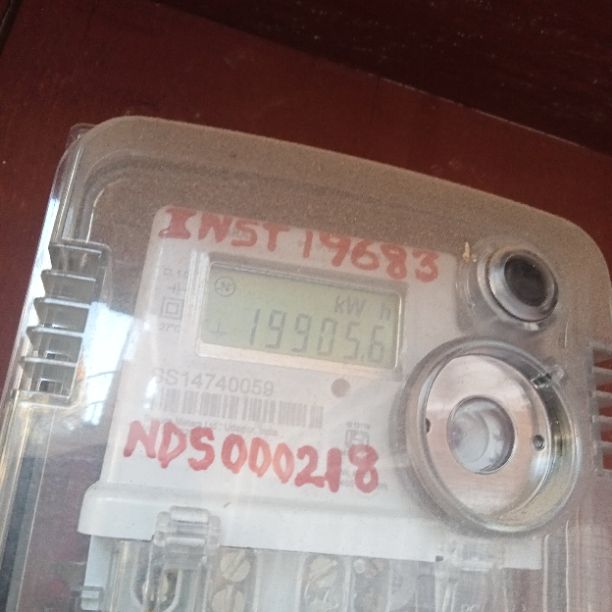 INST 19683
kW h
19905.6
SS14740059
NDS000218